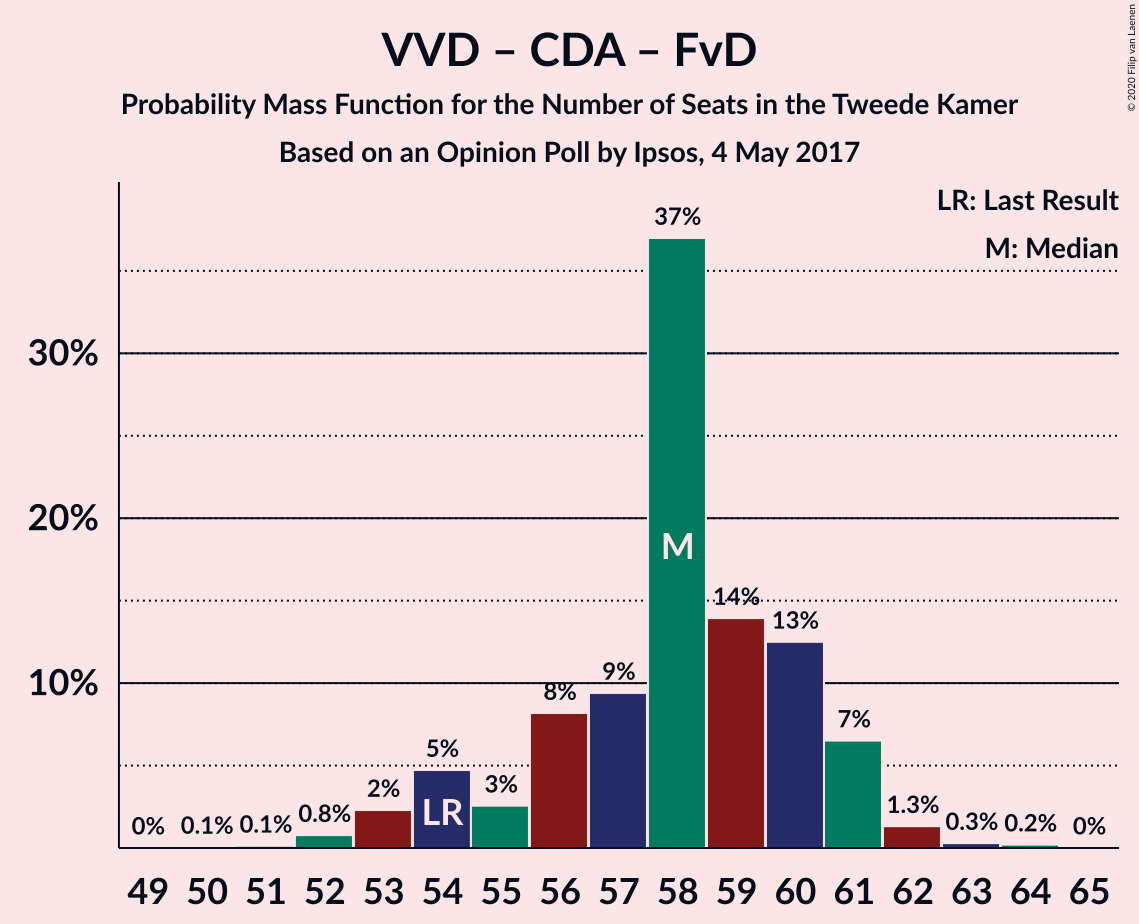 VVD – CDA – FvD
Probability Mass Function for the Number of Seats in the Tweede Kamer
Based on an Opinion Poll by Ipsos, 4 May 2017
© 2020 Filip van Laenen
LR: Last Result
M: Median
37%
30%
20%
M
14%
13%
10%
9%
8%
7%
5%
3%
2%
LR
1.3%
0.8%
0.3%
0.2%
0.1%
0.1%
0%
0%
49 50 51 52 53 54 55 56 57 58 59 60 61 62 63 64 65